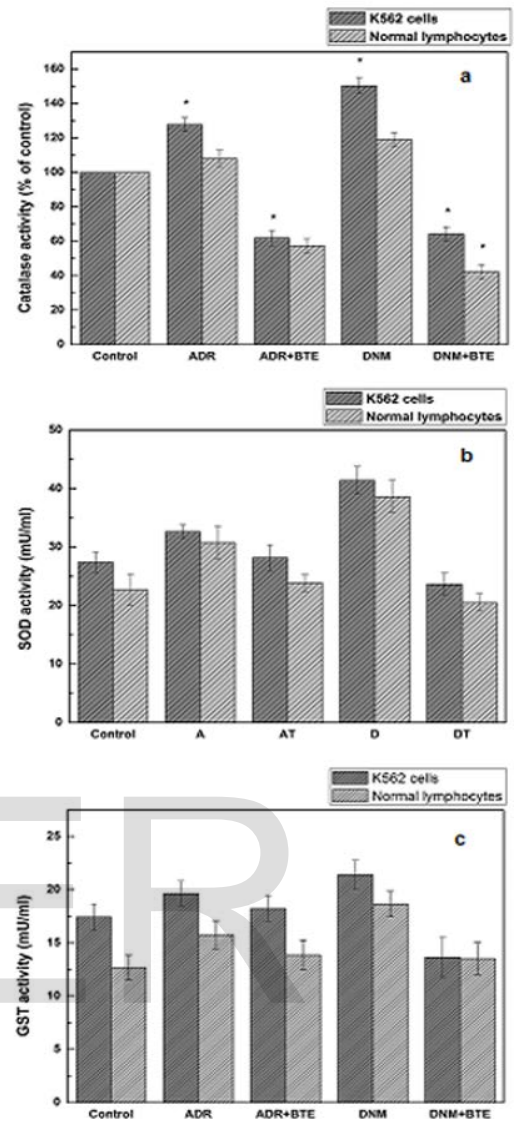 K562 cells
Normal lymphocytes
a
Catalase activity (% of control)
160
140
120
100
80
60
40
20
0
* * * * *
Control ADR ADR+BTE DNM DNM+BTE
K562 cells
Normal lymphocytes
b
SOD activity (mU/ml)
50
40
30
20
10
0
Control A AT D DT
K562 cells
Normal lymphocytes
c
GST activity (mU/ml)
25
20
15
10
5
0
Control ADR ADR+BTE DNM DNM+BTE
ER